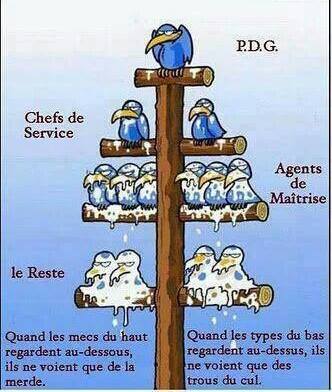 P.D.G.
Chefs de
Service
Agents
de
Maîtrise
le Reste
Quand les mecs du haut
regardent au-dessous,
ils ne voient que de la
merde.
Quand les types du bas
regardent au-dessus, ils
ne voient que des
trous du cul.